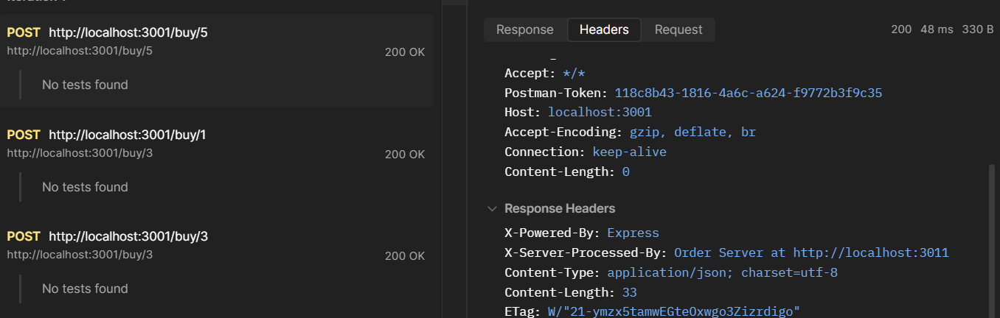 POST http://localhost:3001/buy/5
http://localhost:3001/buy/5
200 OK
No tests found
POST http://localhost:3001/buy/1
http://localhost:3001/buy/3
200 OK
No tests found
POST http://localhost:3001/buy/3
http://localhost:3001/buy/3
200 OK
No tests found
Response Headers Request 200 48 ms 330 B
Accept: */*
Postman-Token: 118c8b43-1816-4a6c-a624-f9772b3f9c35
Host: localhost:3001
Accept-Encoding: gzip, deflate, br
Connection: keep-alive
Content-Length: 0
Response Headers
X-Powered-By: Express
X-Server-Processed-By: Order Server at http://localhost:3011
Content-Type: application/json; charset=utf-8
Content-Length: 33
ETag: W/"21-ymzx5tamwEGteOxwgo3Zizrdigo"